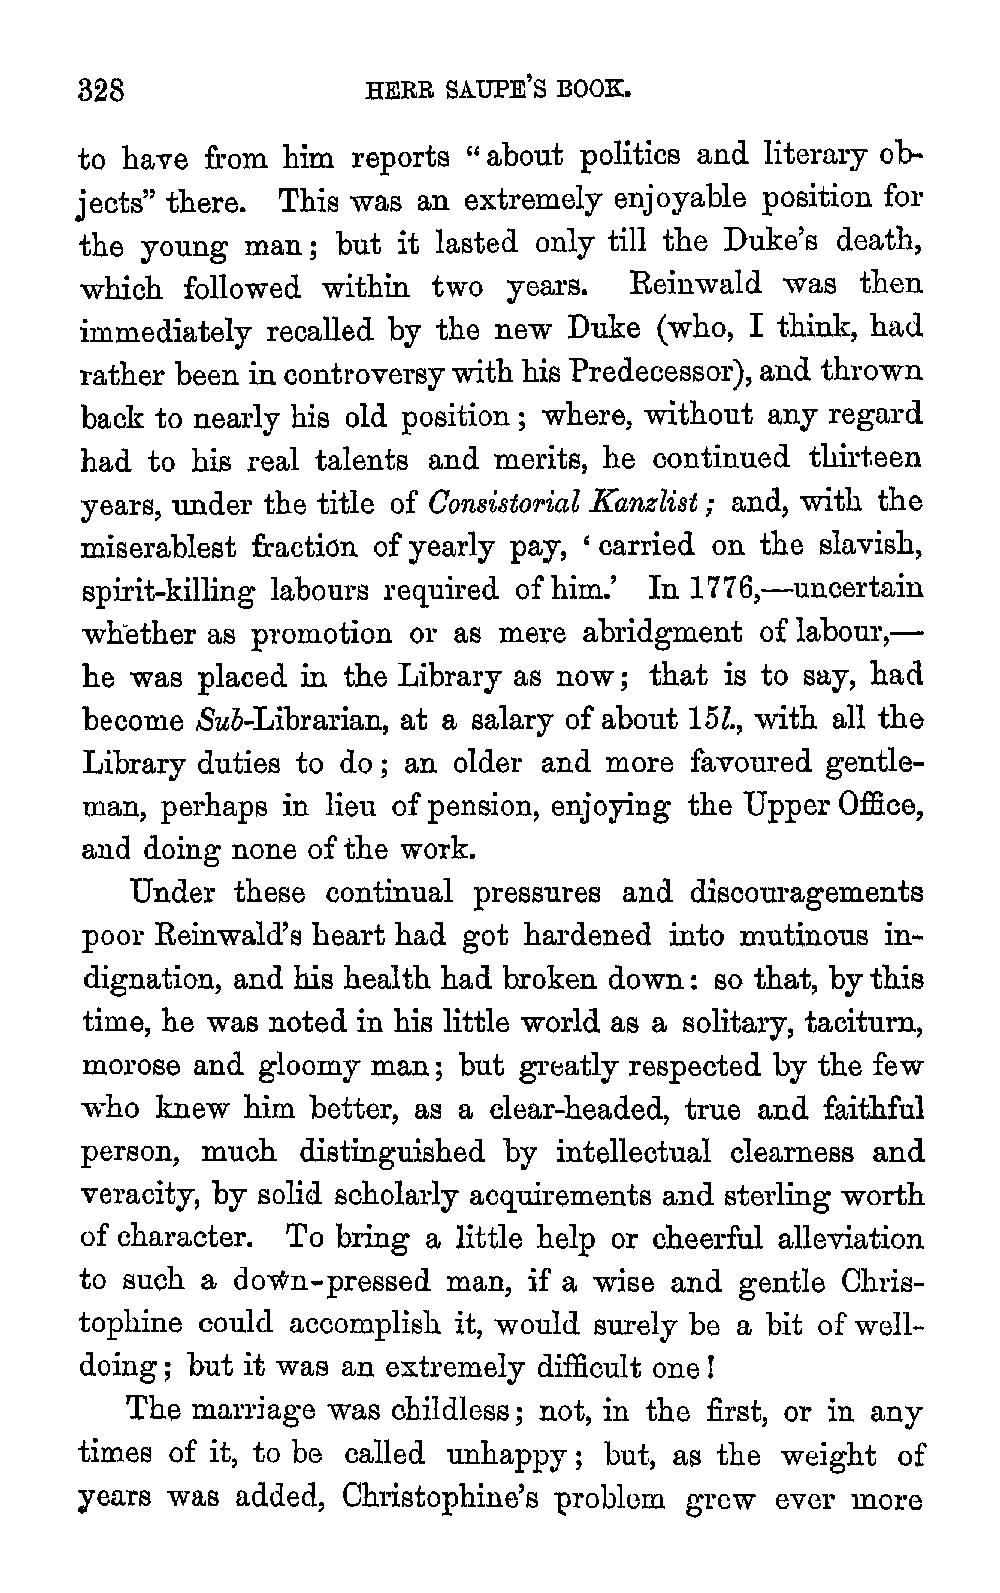 328 HERR SAUPE'S BOOK.
to have from him reports “about politics and literary ob-
jects” there. This was an extremely enjoyable position for
the young man; but it lasted only till the Duke's death,
which followed within two years. Reinwald was then
immediately recalled by the new Duke (who, I think, had
rather been in controversy with his Predecessor), and thrown
back to nearly his old position; where, without any regard
had to his real talents and merits, he continued thirteen
years, under the title of Consistorial Kanzlist; and, with the
miserablest fraction of yearly pay, ‘carried on the slavish,
spirit-killing labours required of him.’ In 1776,—uncertain
whether as promotion or as mere abridgment of labour,—
he was placed in the Library as now; that is to say, had
become Sub-Librarian, at a salary of about 15l., with all the
Library duties to do; an older and more favoured gentle-
man, perhaps in lieu of pension, enjoying the Upper Office,
and doing none of the work.
Under these continual pressures and discouragements
poor Reinwald's heart had got hardened into mutinous in-
dignation, and his health had broken down: so that, by this
time, he was noted in his little world as a solitary, taciturn,
morose and gloomy man; but greatly respected by the few
who knew him better, as a clear-headed, true and faithful
person, much distinguished by intellectual clearness and
veracity, by solid scholarly acquirements and sterling worth
of character. To bring a little help or cheerful alleviation
to such a down-pressed man, if a wise and gentle Chris-
tophine could accomplish it, would surely be a bit of well-
doing; but it was an extremely difficult one!
The marriage was childless; not, in the first, or in any
times of it, to be called unhappy; but, as the weight of
years was added, Christophine's problem grew ever more